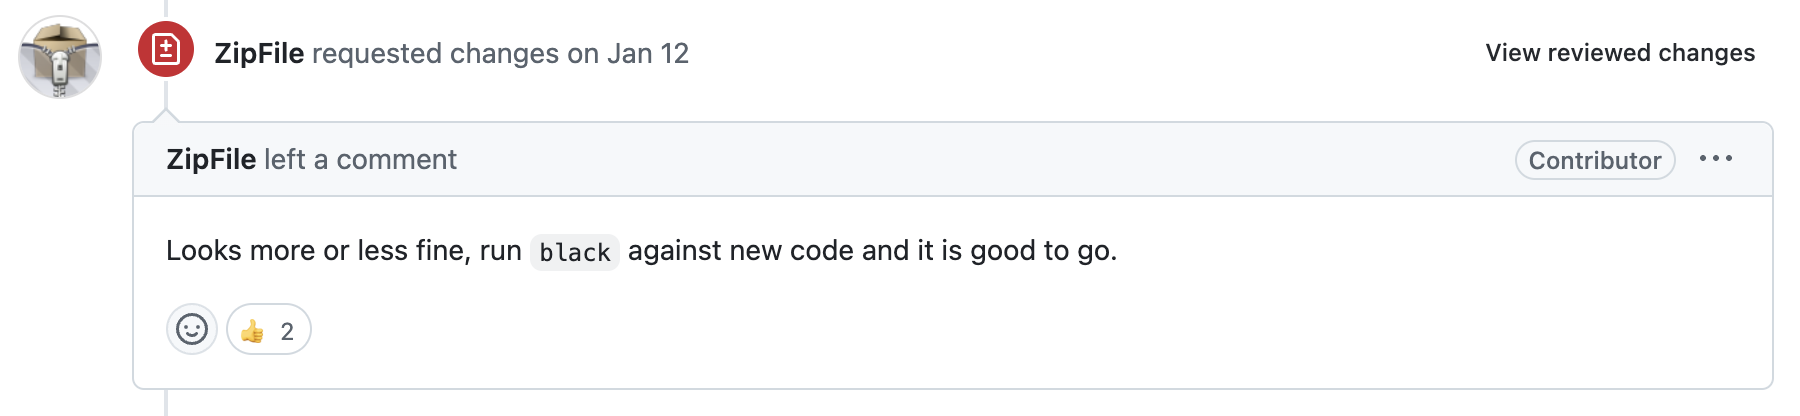 ZipFile requested changes on Jan 12
View reviewed changes
ZipFile left a comment
Contributor
Looks more or less fine, run black against new code and it is good to go.
👍 2